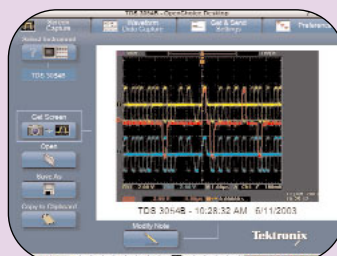 TDS 3054B - OpenChoice Desktop
Screen Capture
Waveform Data Capture
Get & Send Settings
Preferences
Select Instrument
TDS 3054B
Get Screen
Open
Save As
Copy to Clipboard
TDS 3054B - 10:28:32 AM 6/11/2003
Modify Note
Tektronix